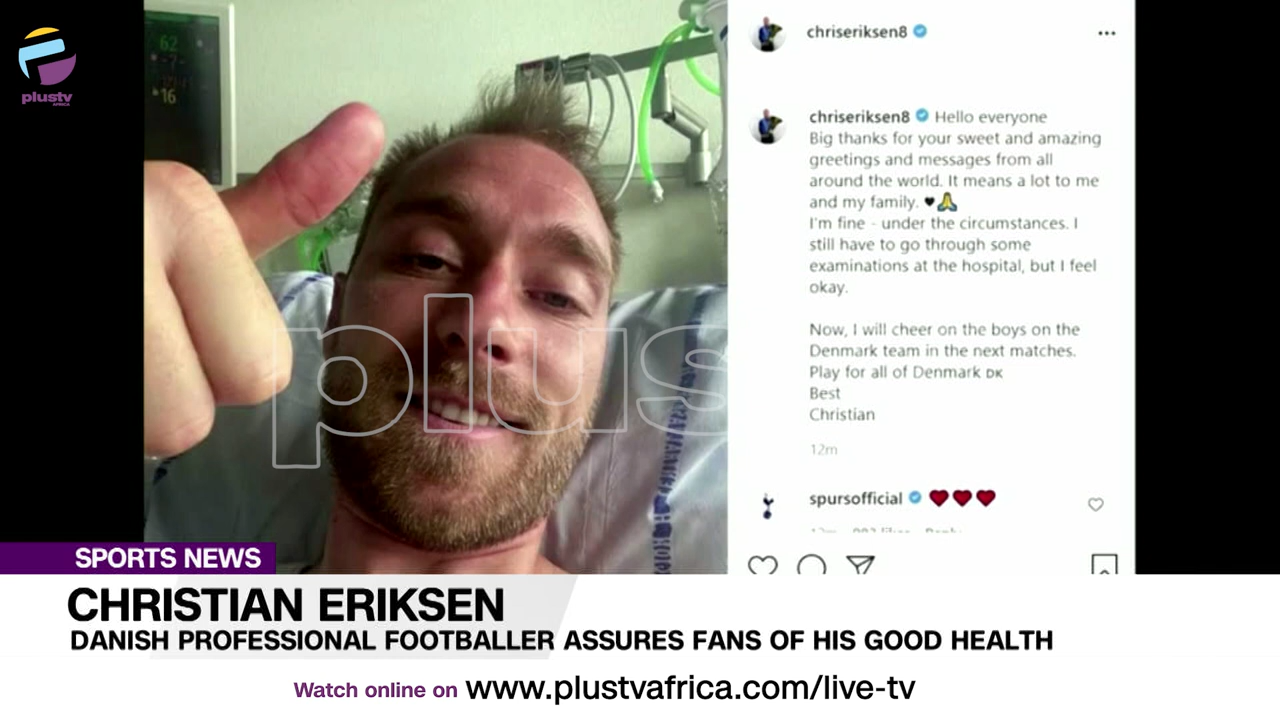 62
-7-
16
plustv
AFRICA
chriseriksen8
chriseriksen8 Hello everyone
Big thanks for your sweet and amazing
greetings and messages from all
around the world. It means a lot to me
and my family. ♥🙏
I'm fine - under the circumstances. I
still have to go through some
examinations at the hospital, but I feel
okay.
Now, I will cheer on the boys on the
Denmark team in the next matches.
Play for all of Denmark DK
Best
Christian
12m
spursofficial ❤❤❤
plus
SPORTS NEWS
CHRISTIAN ERIKSEN
DANISH PROFESSIONAL FOOTBALLER ASSURES FANS OF HIS GOOD HEALTH
Watch online on www.plustvafrica.com/live-tv